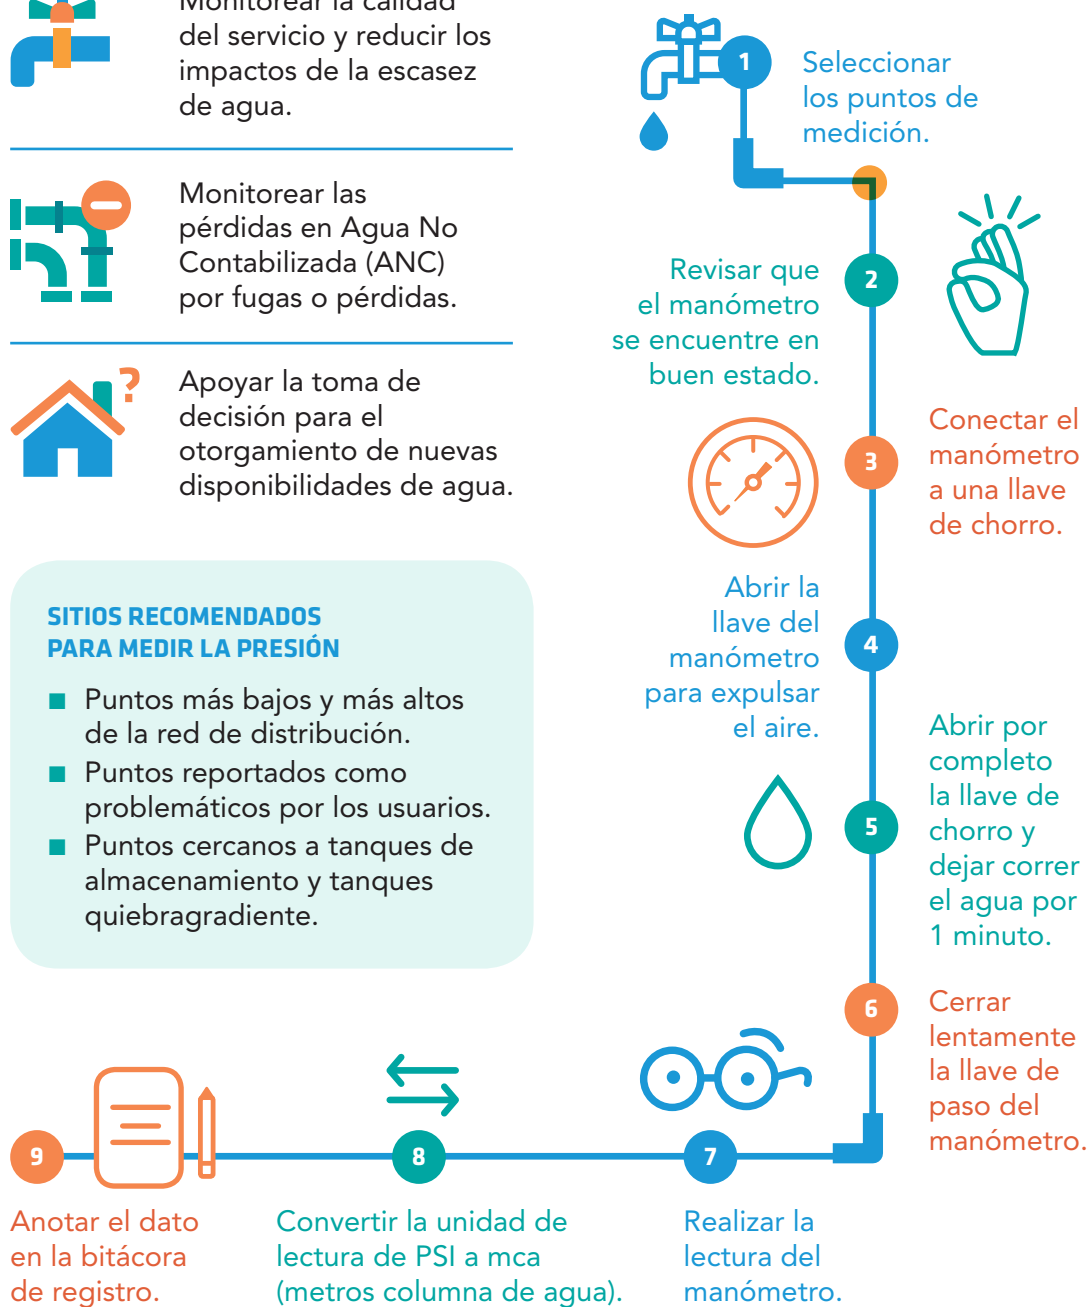 Monitorear la calidad
del servicio y reducir los
impactos de la escasez
de agua.
Monitorear las
pérdidas en Agua No
Contabilizada (ANC)
por fugas o pérdidas.
?
Apoyar la toma de
decisión para el
otorgamiento de nuevas
disponibilidades de agua.
SITIOS RECOMENDADOS
PARA MEDIR LA PRESIÓN
Puntos más bajos y más altos
de la red de distribución.
Puntos reportados como
problemáticos por los usuarios.
Puntos cercanos a tanques de
almacenamiento y tanques
quiebragradiente.
1
Seleccionar
los puntos de
medición.
2
Revisar que
el manómetro
se encuentre en
buen estado.
3
Conectar el
manómetro
a una llave
de chorro.
4
Abrir la
llave del
manómetro
para expulsar
el aire.
5
Abrir por
completo
la llave de
chorro y
dejar correr
el agua por
1 minuto.
6
Cerrar
lentamente
la llave de
paso del
manómetro.
7
Realizar la
lectura del
manómetro.
8
Convertir la unidad de
lectura de PSI a mca
(metros columna de agua).
9
Anotar el dato
en la bitácora
de registro.